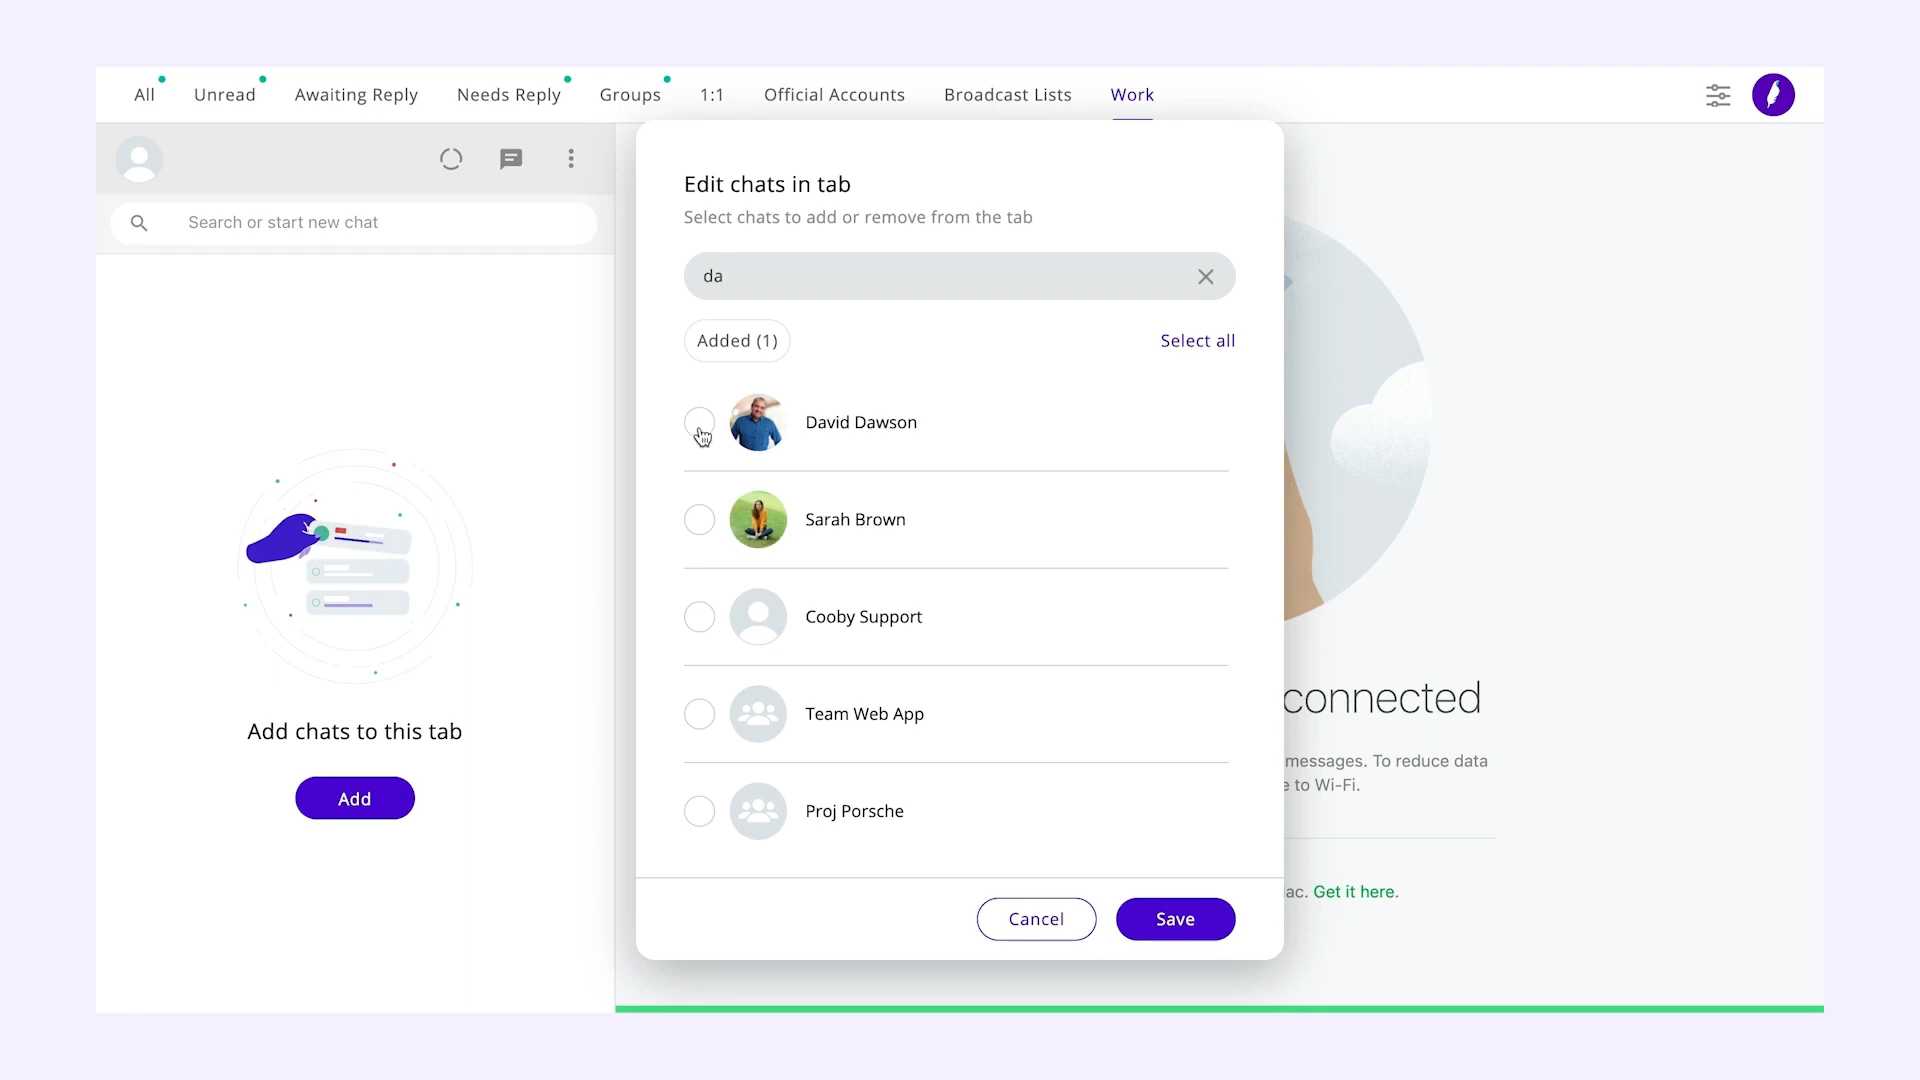 All
Unread
Awaiting Reply
Needs Reply
Groups
1:1
Official Accounts
Broadcast Lists
Work
Search or start new chat
Add chats to this tab
Add
Edit chats in tab
Select chats to add or remove from the tab
da
Added (1)
Select all
David Dawson
Sarah Brown
Cooby Support
Team Web App
Proj Porsche
Cancel
Save
connected
messages. To reduce data
to Wi-Fi.
ac. Get it here.